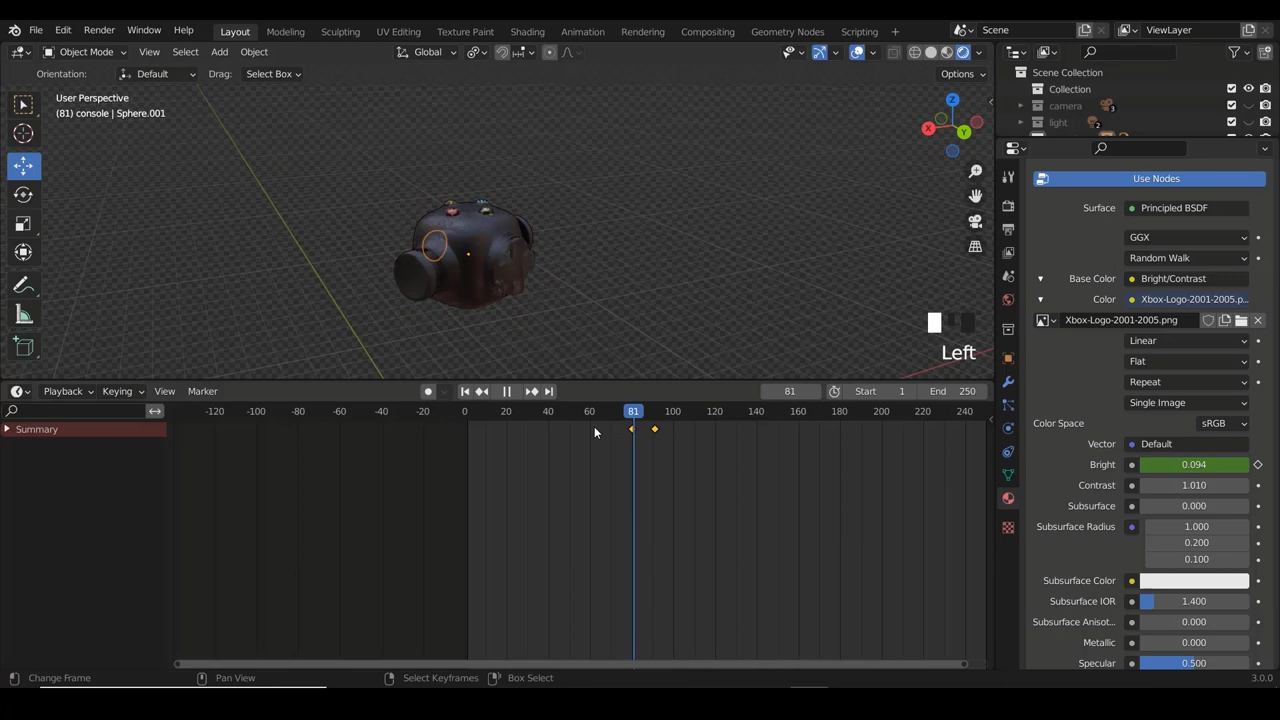 File Edit Render Window Help Layout Modeling Sculpting UV Editing Texture Paint Shading Animation Rendering Compositing Geometry Nodes Scripting Scene ViewLayer
Object Mode View Select Add Object Global
Orientation: Default Drag: Select Box Options
User Perspective
(81) console | Sphere.001
Z
X
Y
Left
Playback Keying View Marker 81 Start 1 End 250
-120 -100 -80 -60 -40 -20 0 20 40 60 81 100 120 140 160 180 200 220 240
Summary
Scene Collection
Collection
camera 3
light 2
Use Nodes
Surface Principled BSDF
GGX
Random Walk
Base Color Bright/Contrast
Color Xbox-Logo-2001-2005.p...
Xbox-Logo-2001-2005.png
Linear
Flat
Repeat
Single Image
Color Space sRGB
Vector Default
Bright 0.094
Contrast 1.010
Subsurface 0.000
Subsurface Radius 1.000
0.200
0.100
Subsurface Color
Subsurface IOR 1.400
Subsurface Anisot... 0.000
Metallic 0.000
Specular 0.500
Change Frame Pan View Select Keyframes Box Select 3.0.0